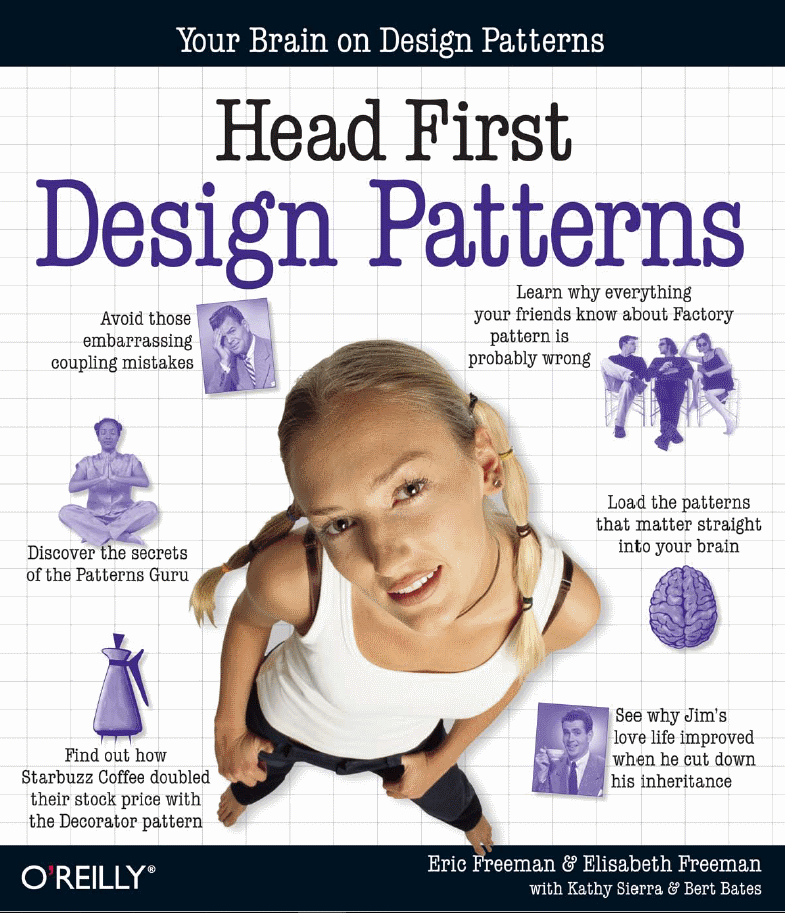 Your Brain on Design Patterns
Head First
Design Patterns
Avoid those
embarrassing
coupling mistakes
Learn why everything
your friends know about Factory
pattern is
probably wrong
Discover the secrets
of the Patterns Guru
Load the patterns
that matter straight
into your brain
Find out how
Starbuzz Coffee doubled
their stock price with
the Decorator pattern
See why Jim's
love life improved
when he cut down
his inheritance
O'REILLY®
Eric Freeman & Elisabeth Freeman
with Kathy Sierra & Bert Bates